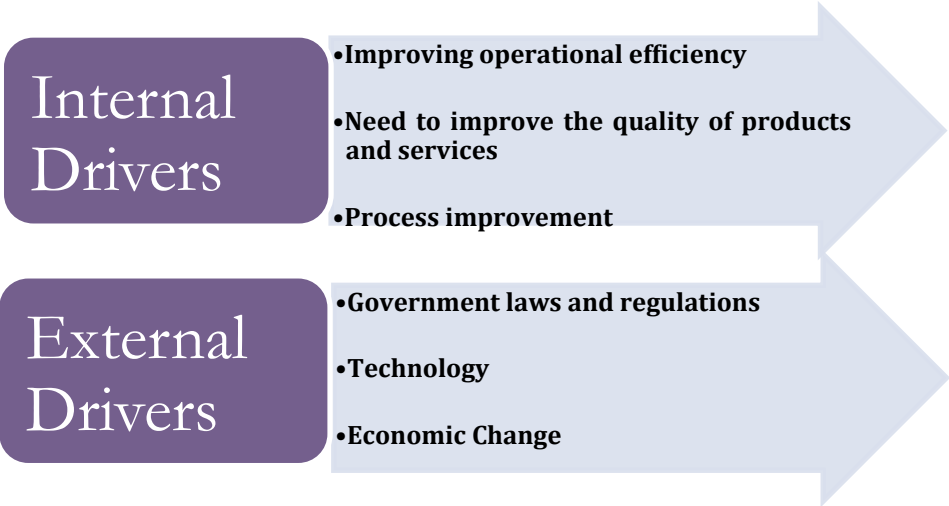 Internal
Drivers
•Improving operational efficiency
•Need to improve the quality of products
and services
•Process improvement
External
Drivers
•Government laws and regulations
•Technology
•Economic Change